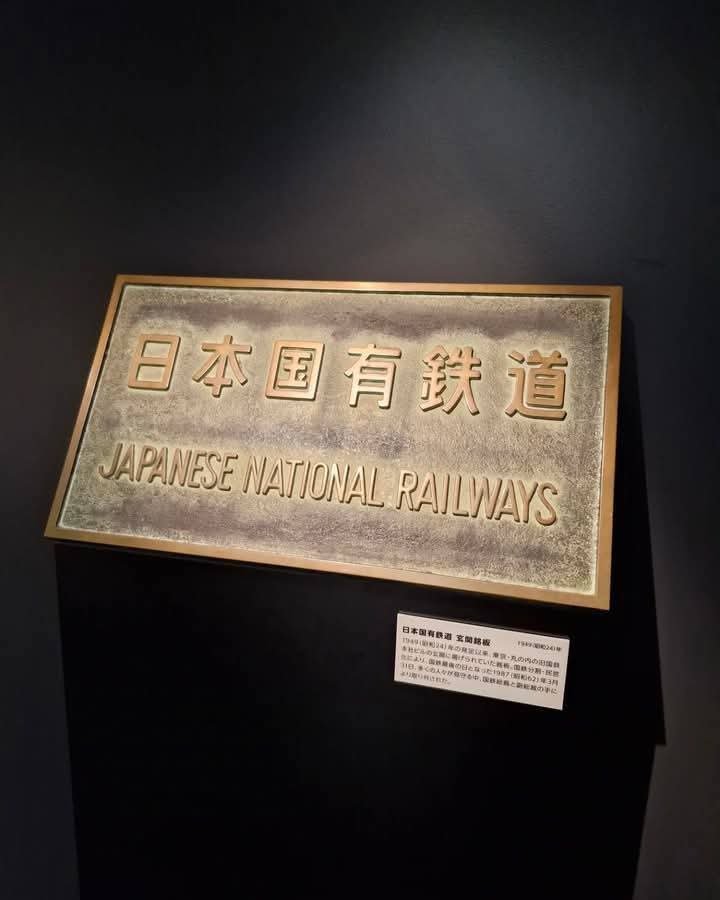 日本国有鉄道
JAPANESE NATIONAL RAILWAYS
日本国有鉄道 玄関銘板 1949(昭和24)年
1949(昭和24)年の発足以来、東京・丸の内の旧国鉄
本社ビルの玄関に掲げられていた銘板。国鉄分割・民営
化により、国鉄最後の日となった1987(昭和62)年3月
31日、多くの人々が見守る中、国鉄総裁と副総裁の手に
より取り外された。